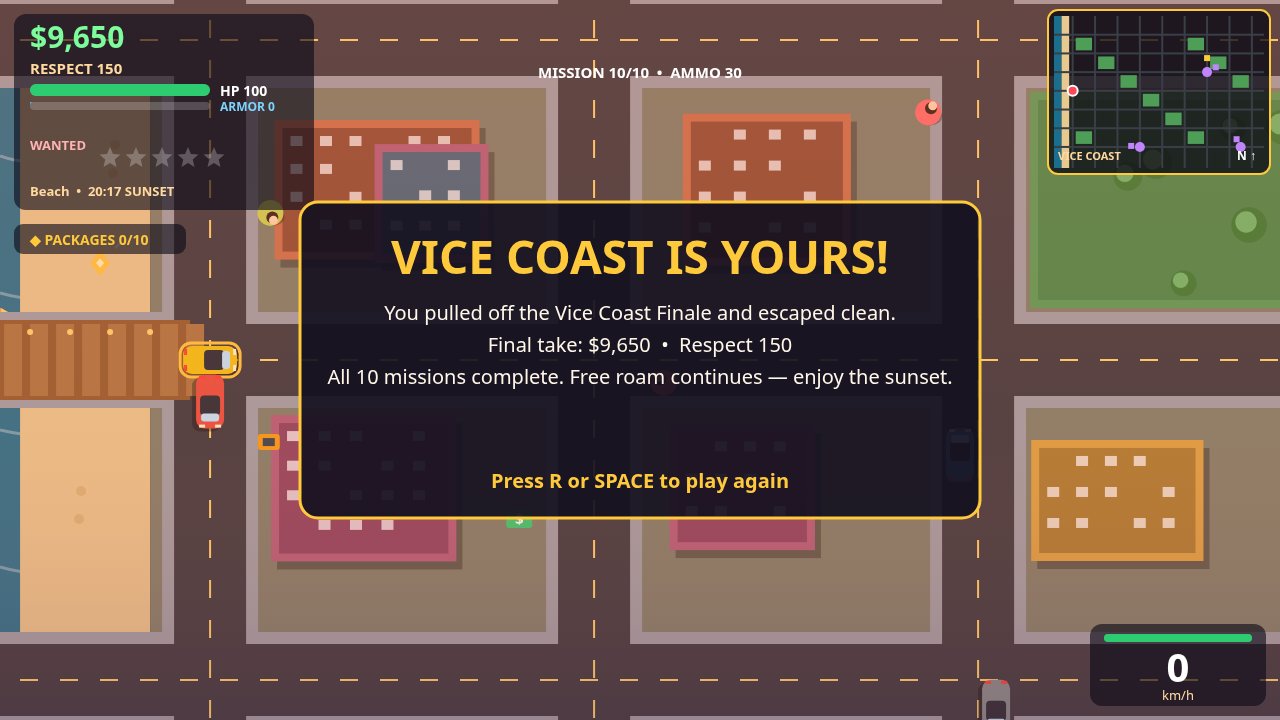 $9,650
RESPECT 150
HP 100
ARMOR 0
WANTED
Beach • 20:17 SUNSET
◆ PACKAGES 0/10
MISSION 10/10 • AMMO 30
VICE COAST
N ↑
VICE COAST IS YOURS!
You pulled off the Vice Coast Finale and escaped clean.
Final take: $9,650 • Respect 150
All 10 missions complete. Free roam continues — enjoy the sunset.
Press R or SPACE to play again
$
0
km/h